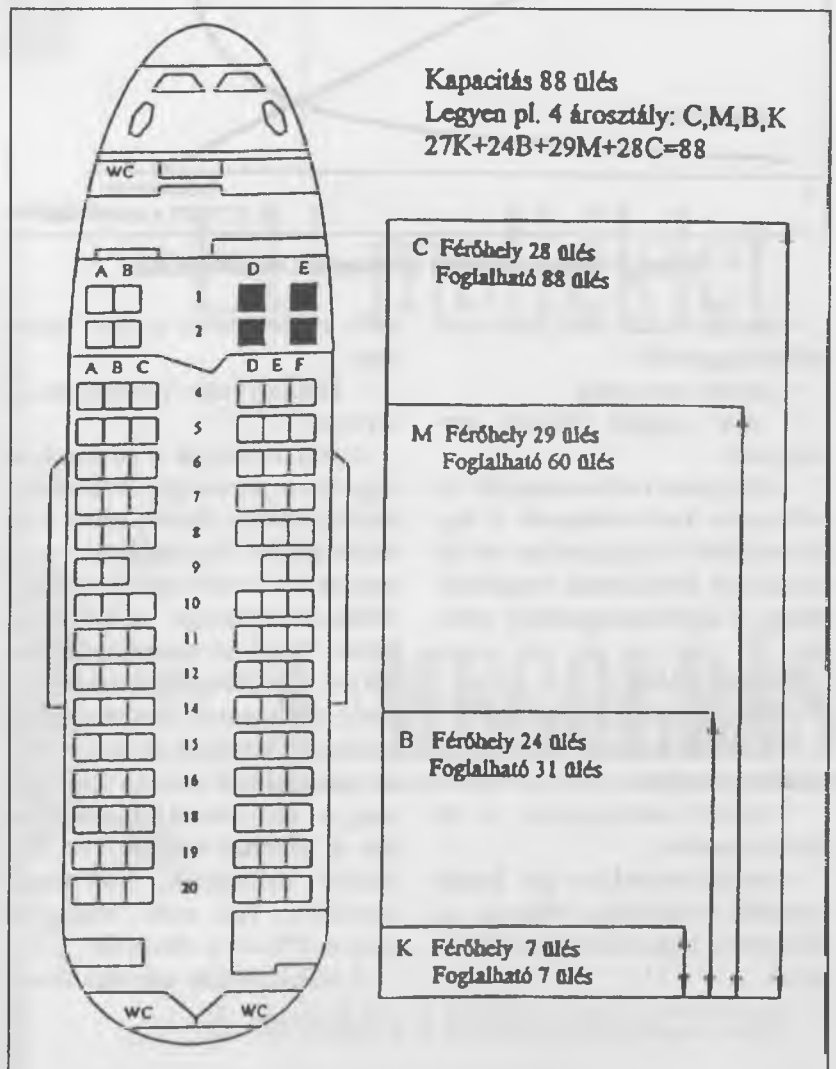 Kapacitás 88 ülés
Legyen pl. 4 árosztály: C,M,B,K
27K+24B+29M+28C=88
WC
A B D E
1
2
A B C D E F
4
5
6
7
8
9
10
11
12
14
15
16
18
19
20
WC WC
C Férőhely 28 ülés
Foglalható 88 ülés
M Férőhely 29 ülés
Foglalható 60 ülés
B Férőhely 24 ülés
Foglalható 31 ülés
K Férőhely 7 ülés
Foglalható 7 ülés